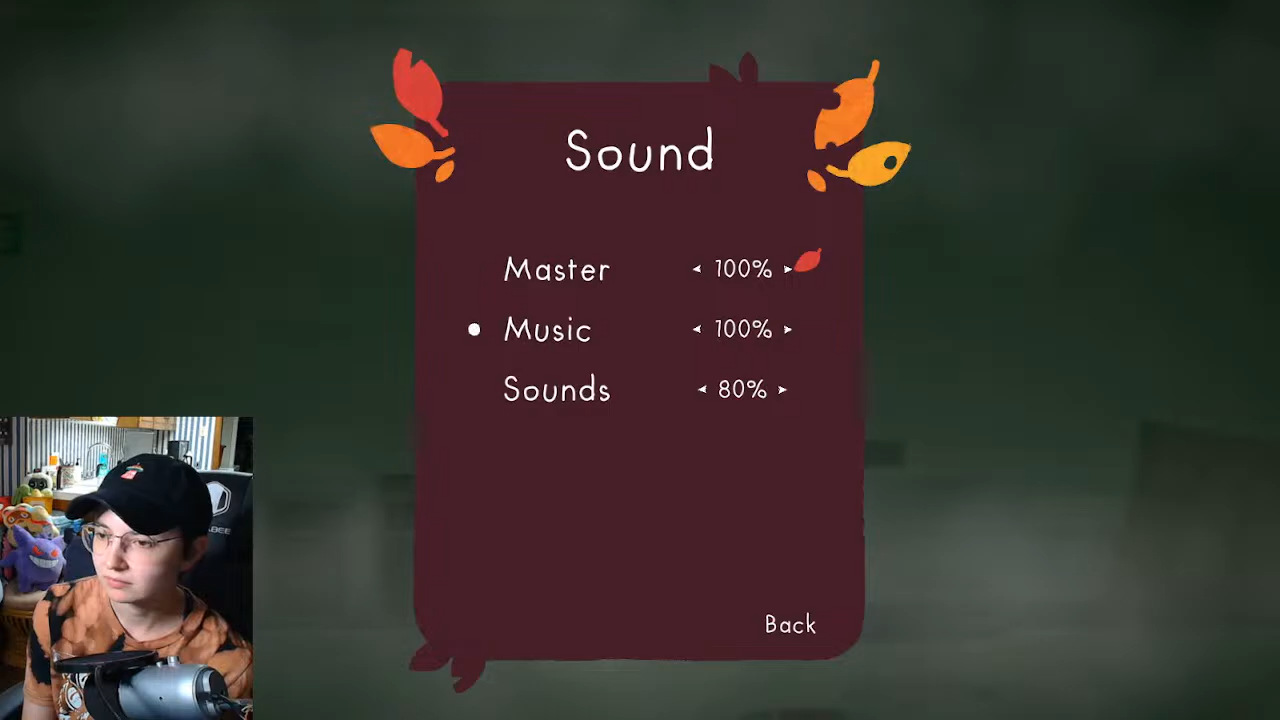 Sound
Master ◂ 100% ▸
Music ◂ 100% ▸
Sounds ◂ 80% ▸
Back